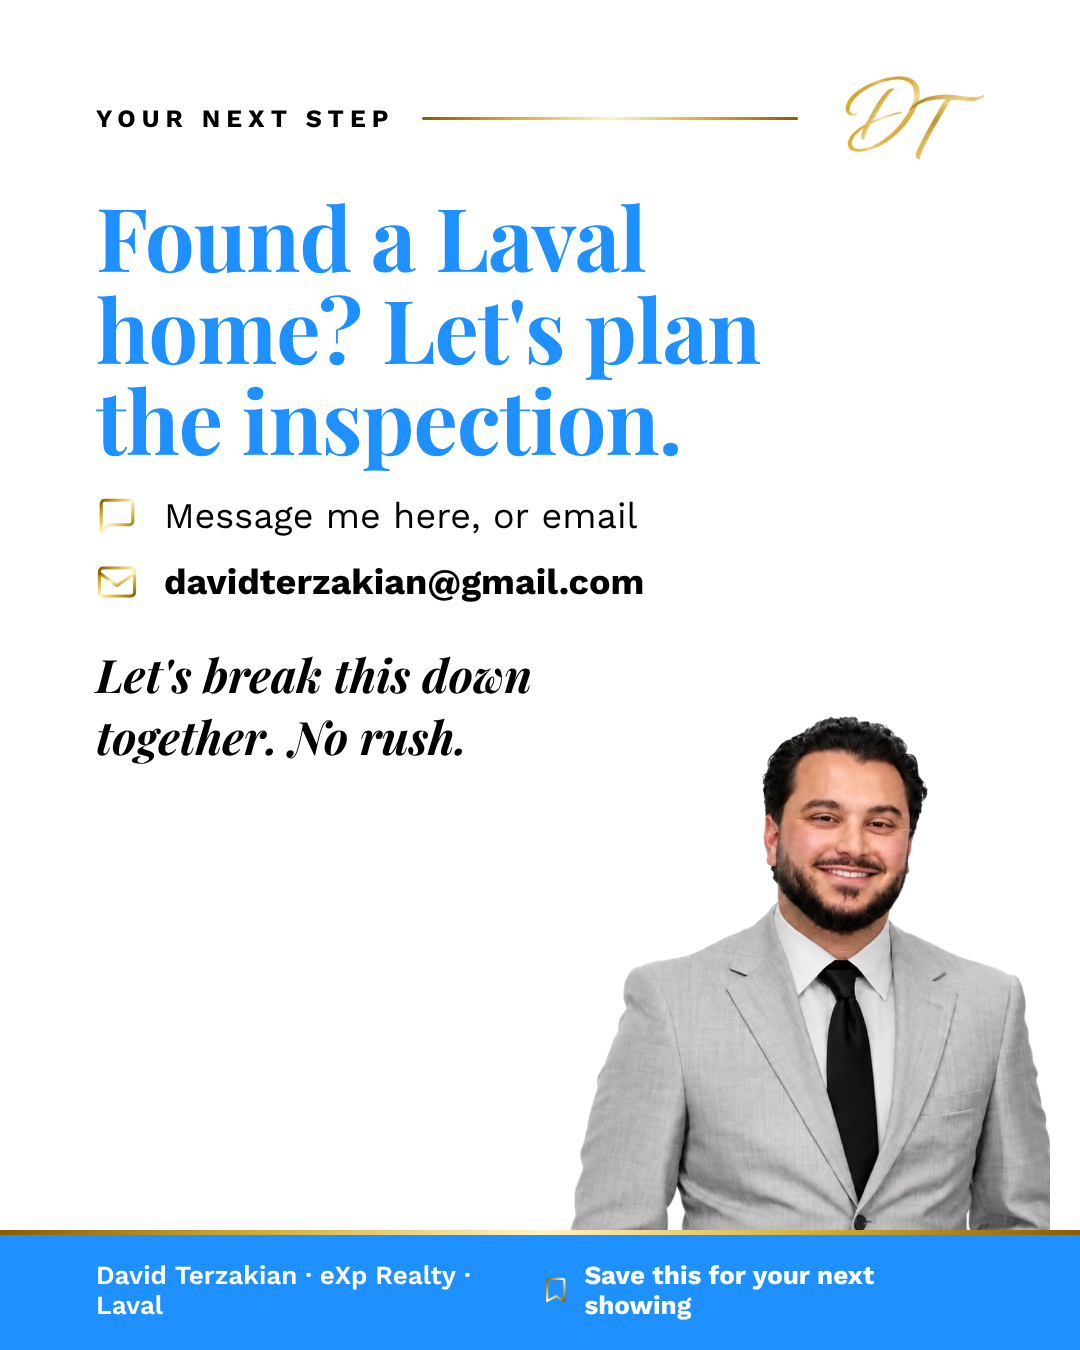 YOUR NEXT STEP
DT
Found a Laval
home? Let's plan
the inspection.
Message me here, or email
davidterzakian@gmail.com
Let's break this down
together. No rush.
David Terzakian · eXp Realty ·
Laval
Save this for your next
showing